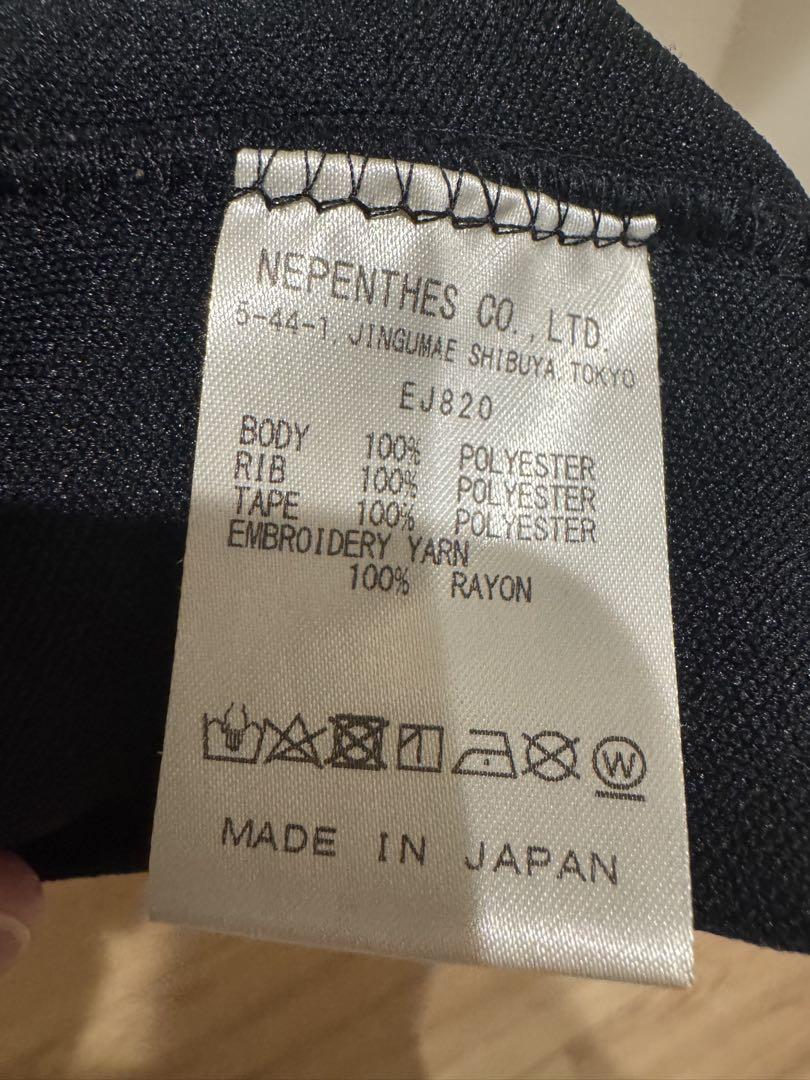 NEPENTHES CO., LTD.
5-44-1, JINGUMAE SHIBUYA, TOKYO
EJ820
BODY 100% POLYESTER
RIB 100% POLYESTER
TAPE 100% POLYESTER
EMBROIDERY YARN
100% RAYON
W
MADE IN JAPAN